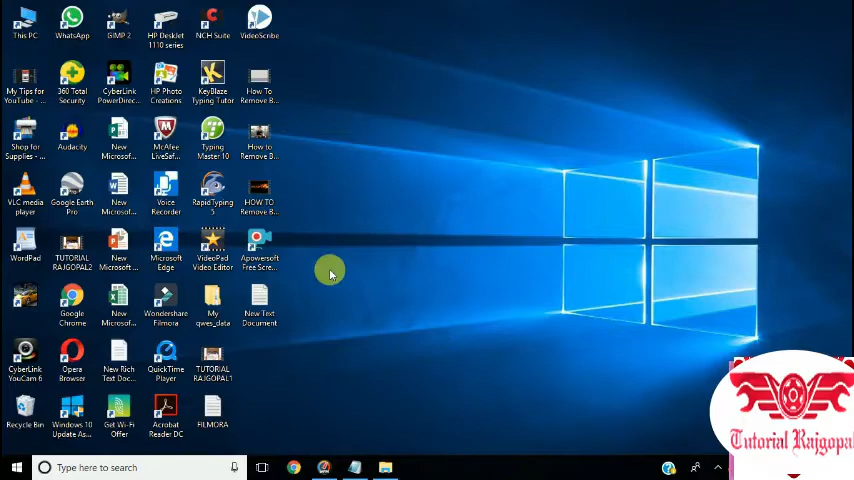 This PC
WhatsApp
GIMP 2
HP Deskjet
1110 series
NCH Suite
VideoScribe
My Tips for
YouTube - ...
360 Total
Security
CyberLink
PowerDirec...
HP Photo
Creations
KeyBlaze
Typing Tutor
How To
Remove B...
Shop for
Supplies - ...
Audacity
New
Microsof...
McAfee
LiveSaf...
Typing
Master 10
How to
Remove B...
VLC media
player
Google Earth
Pro
New
Microsof...
Voice
Recorder
RapidTyping
5
HOW TO
Remove B...
WordPad
TUTORIAL
RAJGOPAL2
New
Microsoft ...
Microsoft
Edge
VideoPad
Video Editor
Apowersoft
Free Scre...
Google
Chrome
New
Microsof...
Wondershare
Filmora
My
qwes_data
New Text
Document
CyberLink
YouCam 6
Opera
Browser
New Rich
Text Doc...
QuickTime
Player
TUTORIAL
RAJGOPAL1
Recycle Bin
Windows 10
Update As...
Get Wi-Fi
Offer
Acrobat
Reader DC
FILMORA
Tutorial Rajgopal
Type here to search